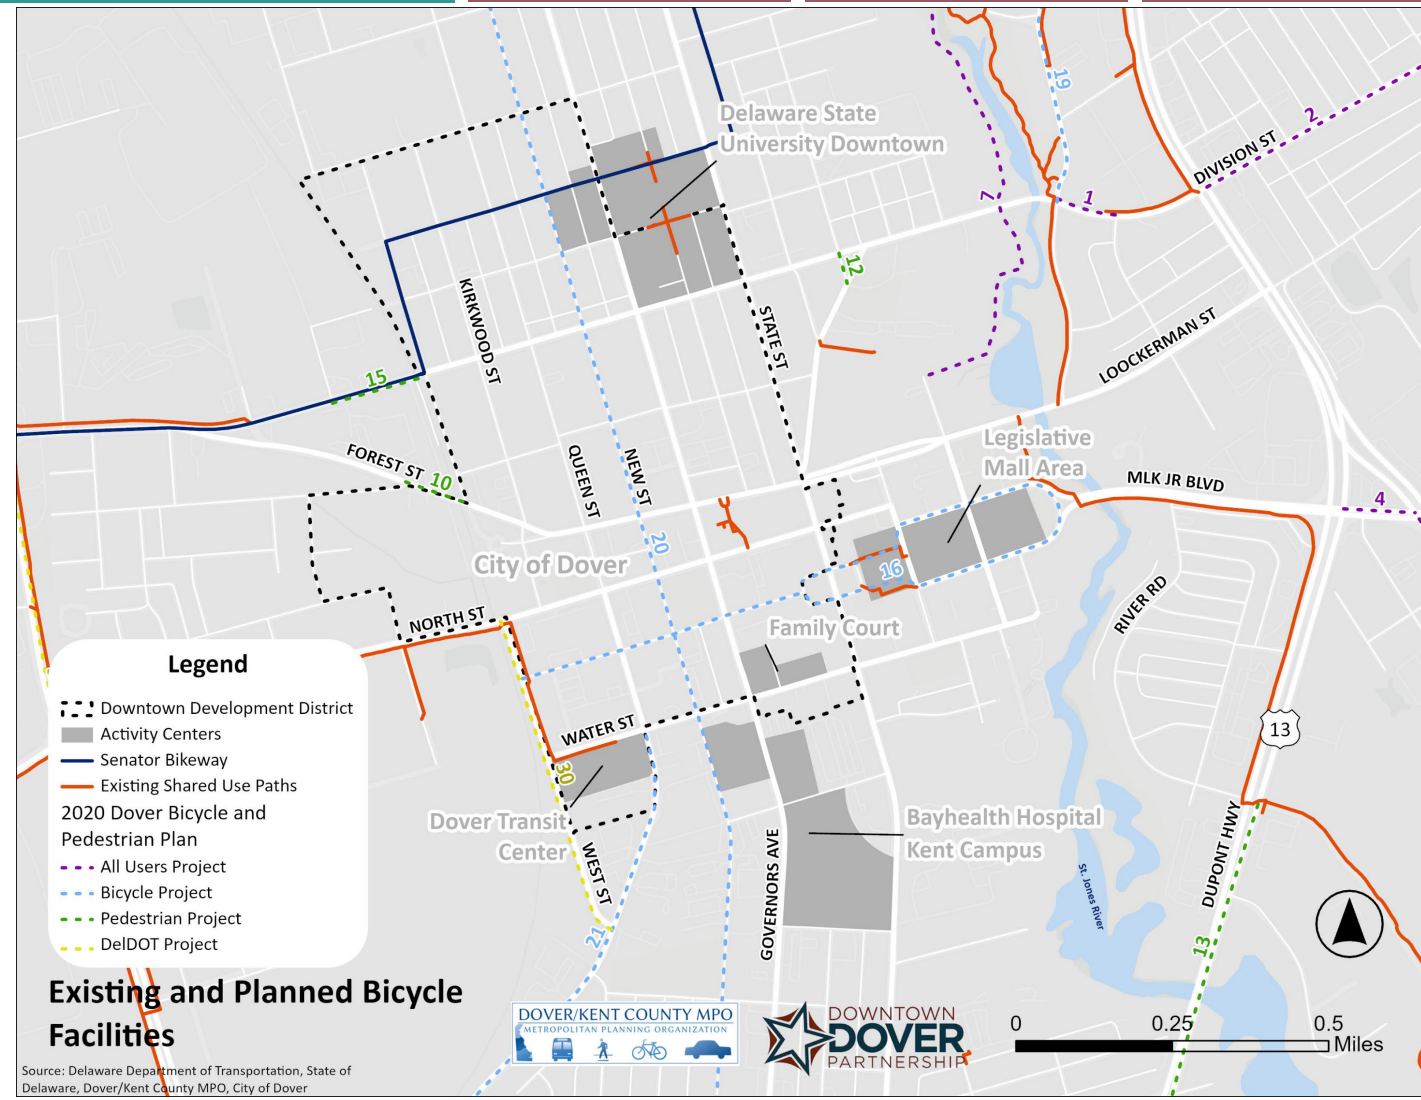 Delaware State
University Downtown
19
2
DIVISION ST
7
1
12
KIRKWOOD ST
STATE ST
LOOCKERMAN ST
15
FOREST ST
10
QUEEN ST
NEW ST
20
Legislative
Mall Area
MLK JR BLVD
4
City of Dover
16
RIVER RD
NORTH ST
Family Court
WATER ST
30
13
Dover Transit
Center
WEST ST
21
Bayhealth Hospital
Kent Campus
GOVERNORS AVE
St. Jones River
DUPONT HWY
13
Legend
Downtown Development District
Activity Centers
Senator Bikeway
Existing Shared Use Paths
2020 Dover Bicycle and
Pedestrian Plan
All Users Project
Bicycle Project
Pedestrian Project
DelDOT Project
Existing and Planned Bicycle
Facilities
Source: Delaware Department of Transportation, State of
Delaware, Dover/Kent County MPO, City of Dover
DOVER/KENT COUNTY MPO
METROPOLITAN PLANNING ORGANIZATION
DOWNTOWN
DOVER
PARTNERSHIP
0 0.25 0.5
Miles